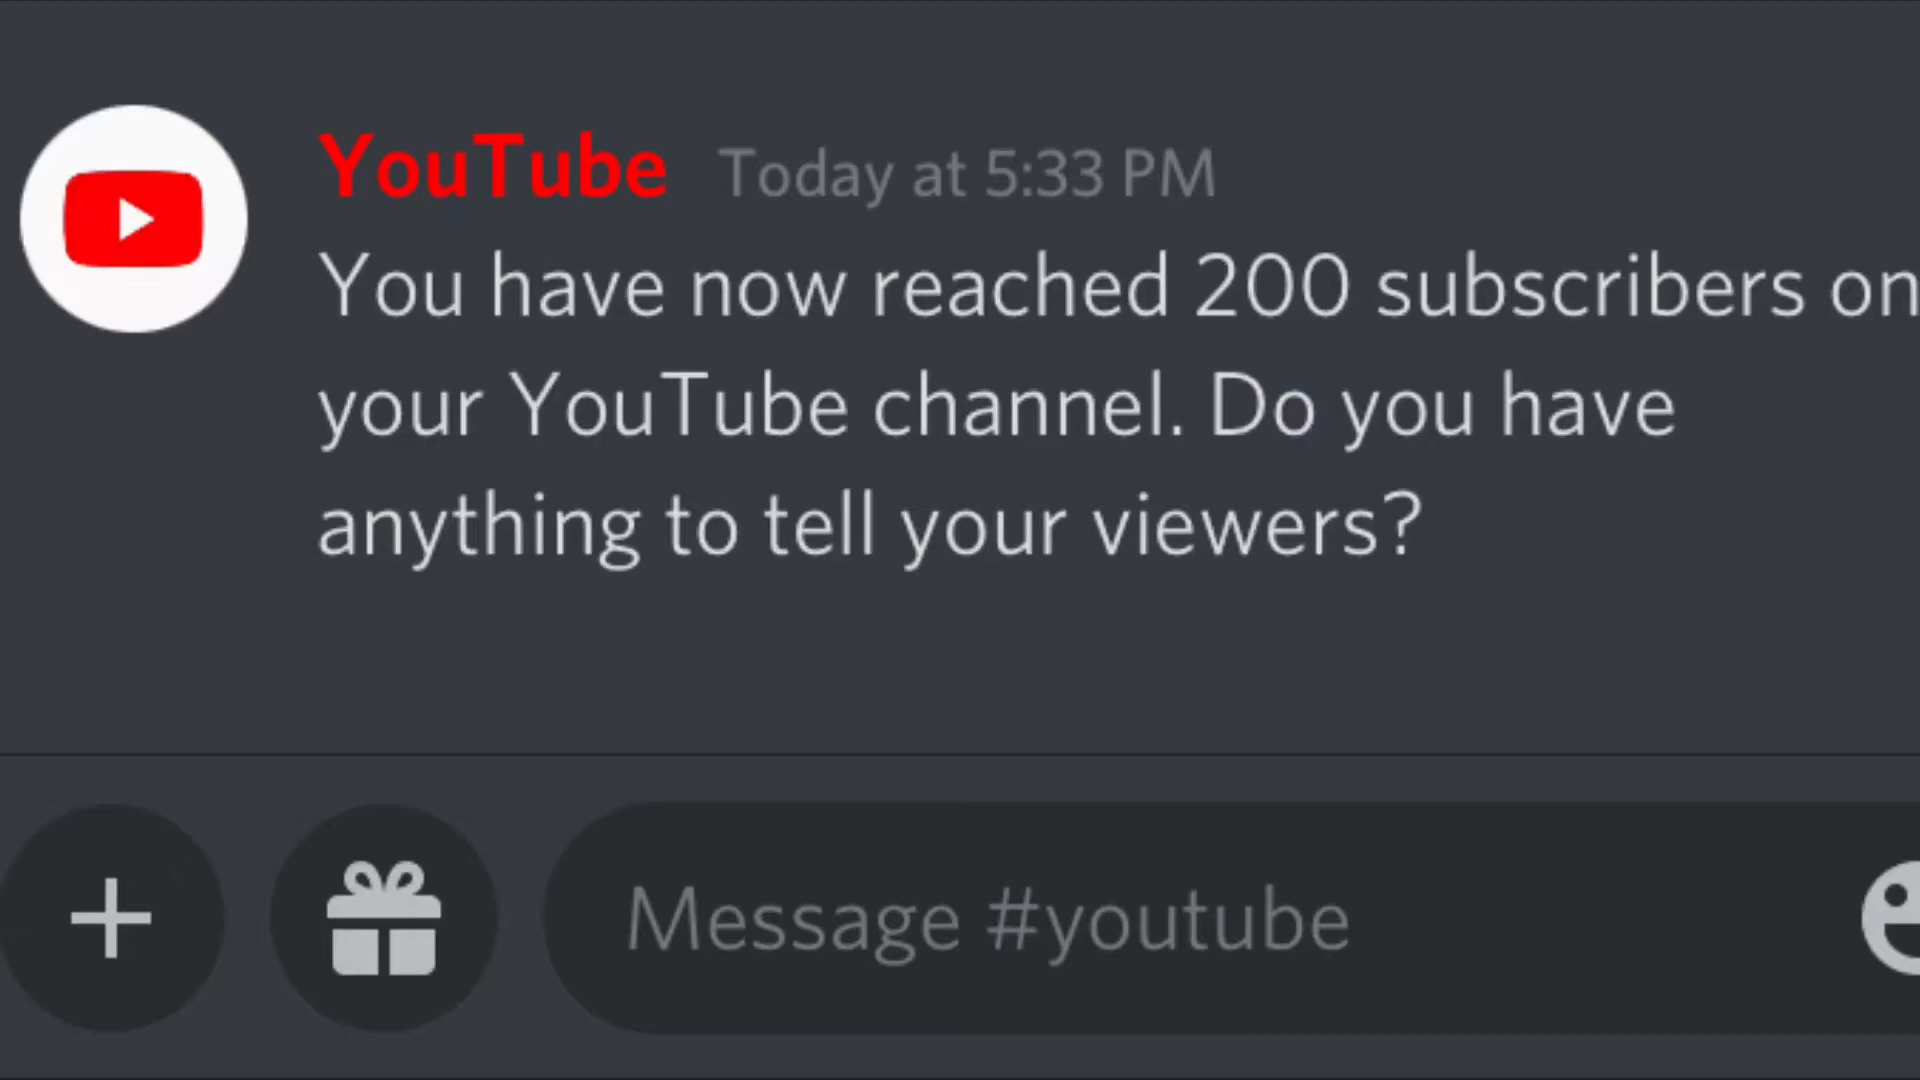 YouTube Today at 5:33 PM
You have now reached 200 subscribers on
your YouTube channel. Do you have
anything to tell your viewers?
Message #youtube